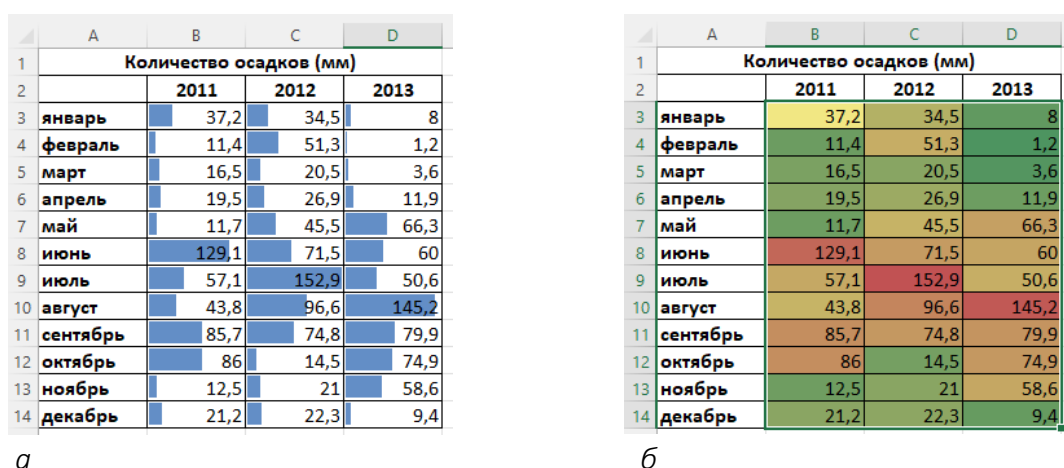 A B C D
1 Количество осадков (мм)
2 2011 2012 2013
3 январь 37,2 34,5 8
4 февраль 11,4 51,3 1,2
5 март 16,5 20,5 3,6
6 апрель 19,5 26,9 11,9
7 май 11,7 45,5 66,3
8 июнь 129,1 71,5 60
9 июль 57,1 152,9 50,6
10 август 43,8 96,6 145,2
11 сентябрь 85,7 74,8 79,9
12 октябрь 86 14,5 74,9
13 ноябрь 12,5 21 58,6
14 декабрь 21,2 22,3 9,4
а
A B C D
1 Количество осадков (мм)
2 2011 2012 2013
3 январь 37,2 34,5 8
4 февраль 11,4 51,3 1,2
5 март 16,5 20,5 3,6
6 апрель 19,5 26,9 11,9
7 май 11,7 45,5 66,3
8 июнь 129,1 71,5 60
9 июль 57,1 152,9 50,6
10 август 43,8 96,6 145,2
11 сентябрь 85,7 74,8 79,9
12 октябрь 86 14,5 74,9
13 ноябрь 12,5 21 58,6
14 декабрь 21,2 22,3 9,4
б